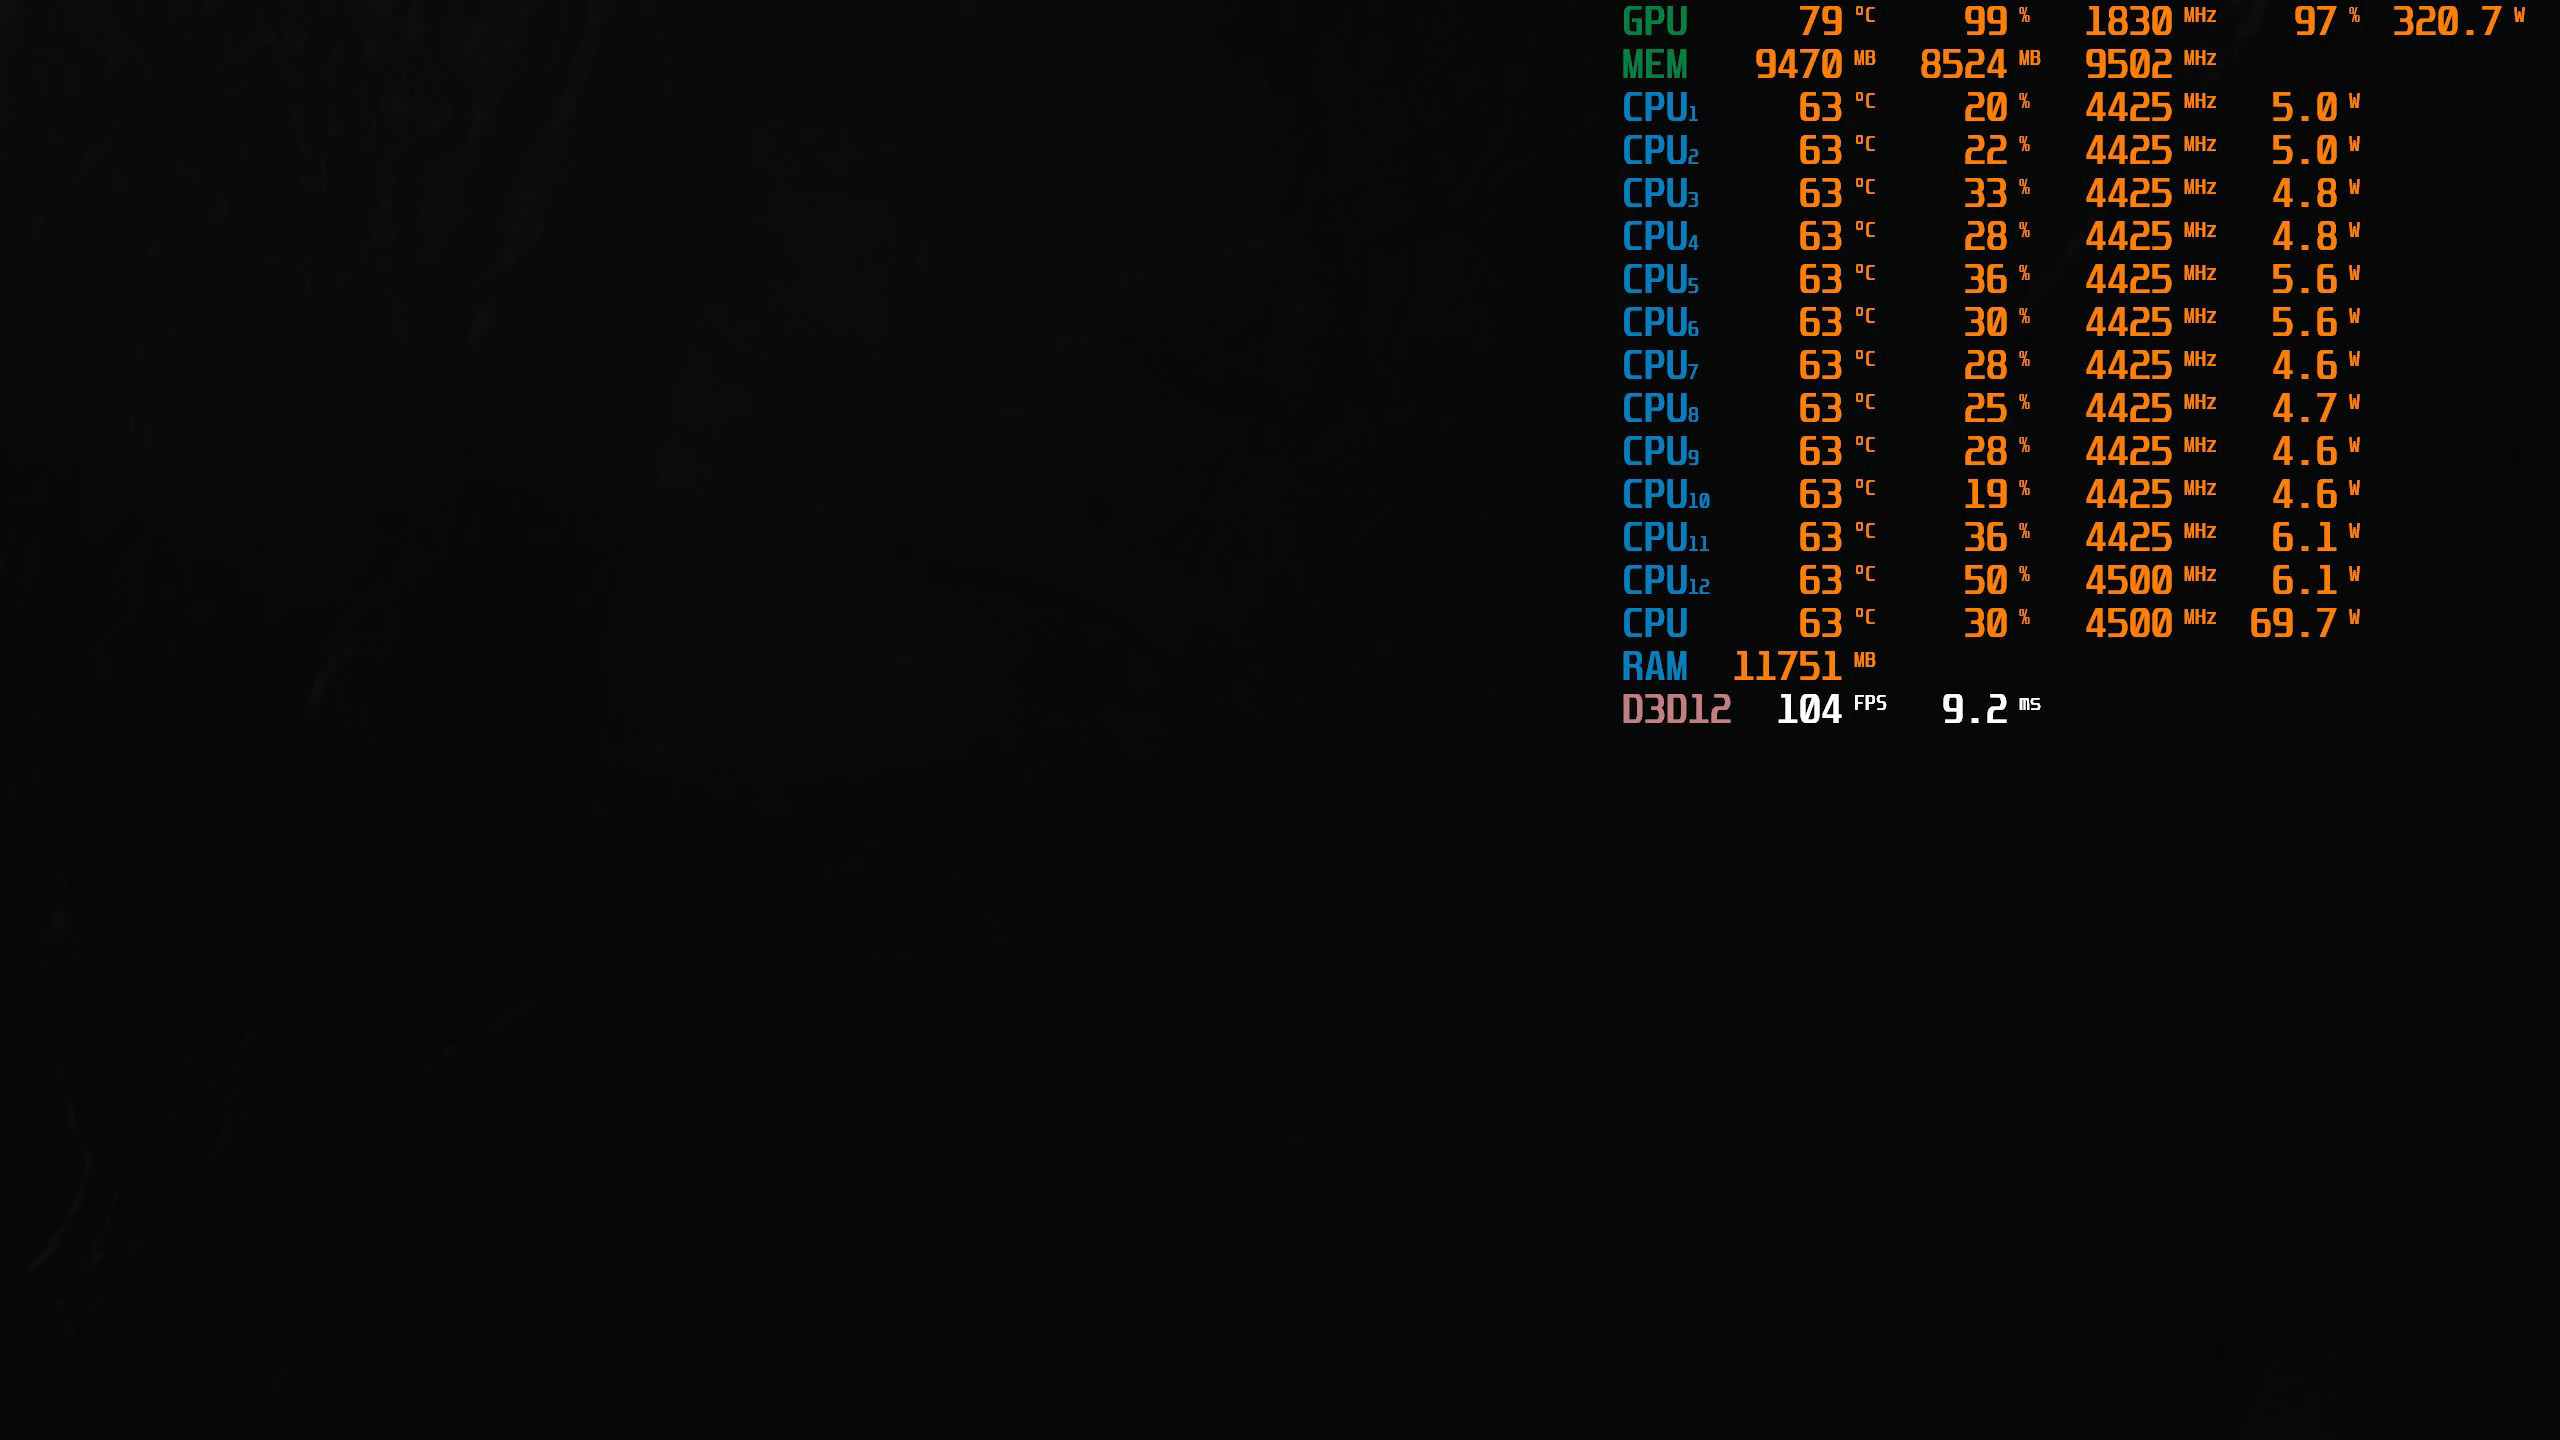 GPU 79 °C 99 % 1830 MHz 97 % 320.7 W
MEM 9470 MB 8524 MB 9502 MHz
CPU1 63 °C 20 % 4425 MHz 5.0 W
CPU2 63 °C 22 % 4425 MHz 5.0 W
CPU3 63 °C 33 % 4425 MHz 4.8 W
CPU4 63 °C 28 % 4425 MHz 4.8 W
CPU5 63 °C 36 % 4425 MHz 5.6 W
CPU6 63 °C 30 % 4425 MHz 5.6 W
CPU7 63 °C 28 % 4425 MHz 4.6 W
CPU8 63 °C 25 % 4425 MHz 4.7 W
CPU9 63 °C 28 % 4425 MHz 4.6 W
CPU10 63 °C 19 % 4425 MHz 4.6 W
CPU11 63 °C 36 % 4425 MHz 6.1 W
CPU12 63 °C 50 % 4500 MHz 6.1 W
CPU 63 °C 30 % 4500 MHz 69.7 W
RAM 11751 MB
D3D12 104 FPS 9.2 ms